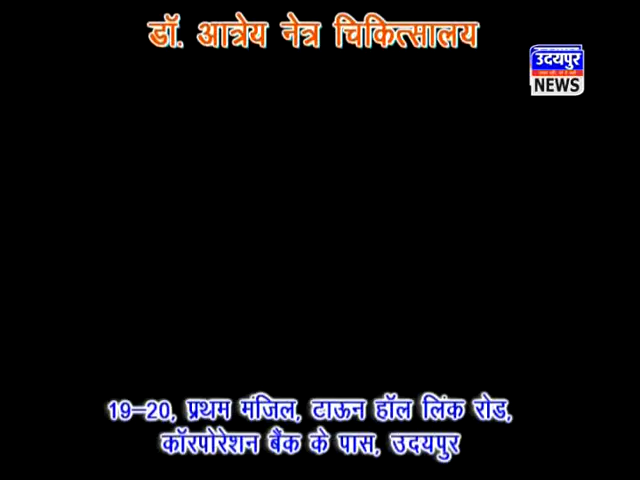 डॉ. आत्रेय नेत्र चिकित्सालय
उदयपुर
NEWS
19-20, प्रथम मंजिल, टाऊन हॉल लिंक रोड,
कॉरपोरेशन बैंक के पास, उदयपुर